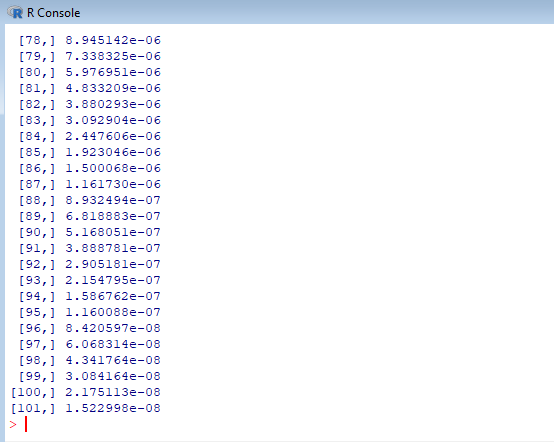 R Console
[78,] 8.945142e-06
[79,] 7.338325e-06
[80,] 5.976951e-06
[81,] 4.833209e-06
[82,] 3.880293e-06
[83,] 3.092904e-06
[84,] 2.447606e-06
[85,] 1.923046e-06
[86,] 1.500068e-06
[87,] 1.161730e-06
[88,] 8.932494e-07
[89,] 6.818883e-07
[90,] 5.168051e-07
[91,] 3.888781e-07
[92,] 2.905181e-07
[93,] 2.154795e-07
[94,] 1.586762e-07
[95,] 1.160088e-07
[96,] 8.420597e-08
[97,] 6.068314e-08
[98,] 4.341764e-08
[99,] 3.084164e-08
[100,] 2.175113e-08
[101,] 1.522998e-08
>